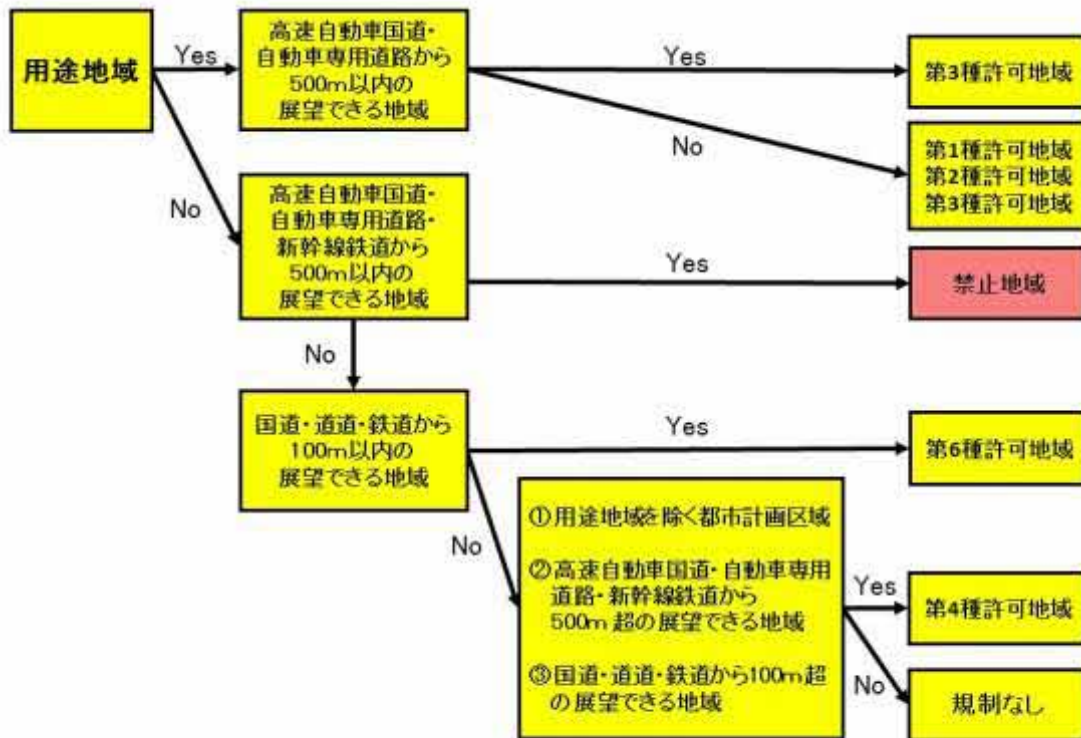 用途地域
Yes
高速自動車国道・
自動車専用道路から
500m以内の
展望できる地域
Yes
第3種許可地域
No
第1種許可地域
第2種許可地域
第3種許可地域
No
高速自動車国道・
自動車専用道路・
新幹線鉄道から
500m以内の
展望できる地域
Yes
禁止地域
No
国道・道道・鉄道から
100m以内の
展望できる地域
Yes
第6種許可地域
No
①用途地域を除く都市計画区域
②高速自動車国道・自動車専用
道路・新幹線鉄道から
500m 超の展望できる地域
③国道・道道・鉄道から100m 超
の展望できる地域
Yes
第4種許可地域
No
規制なし